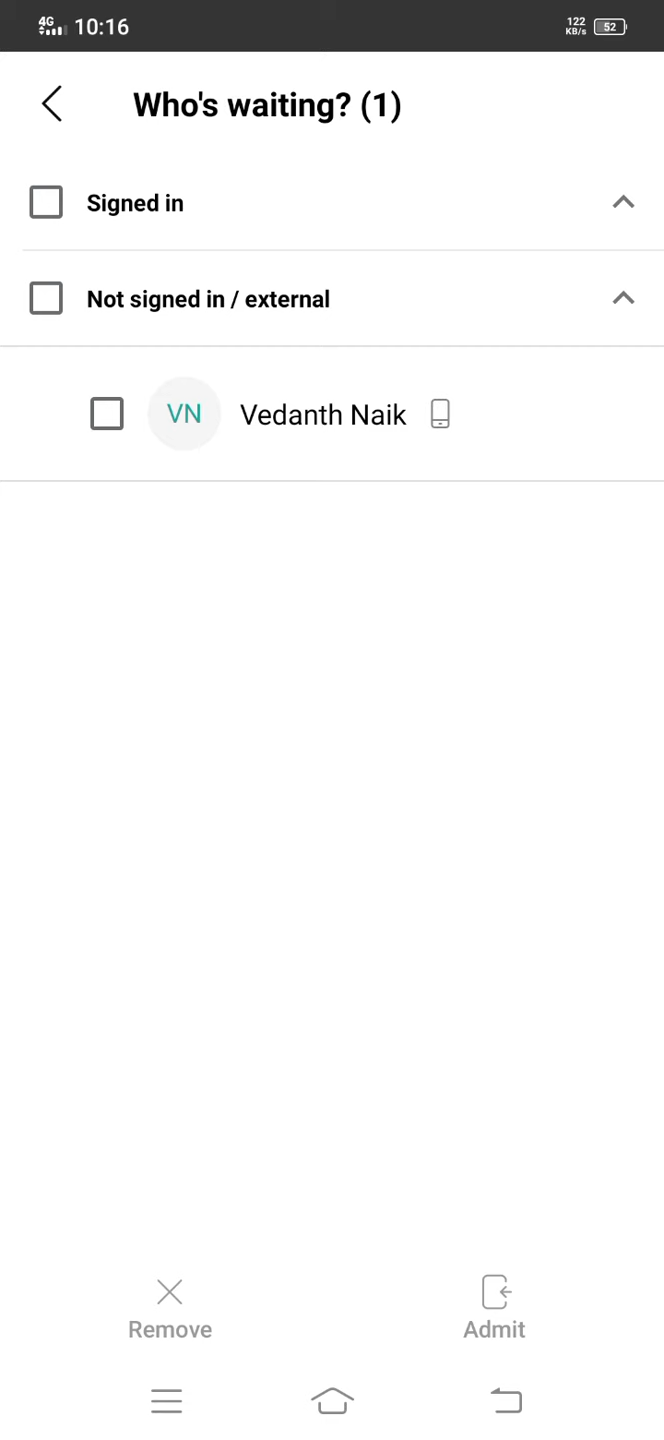 4G 10:16 122 KB/s 52
Who's waiting? (1)
Signed in
Not signed in / external
VN Vedanth Naik
Remove Admit